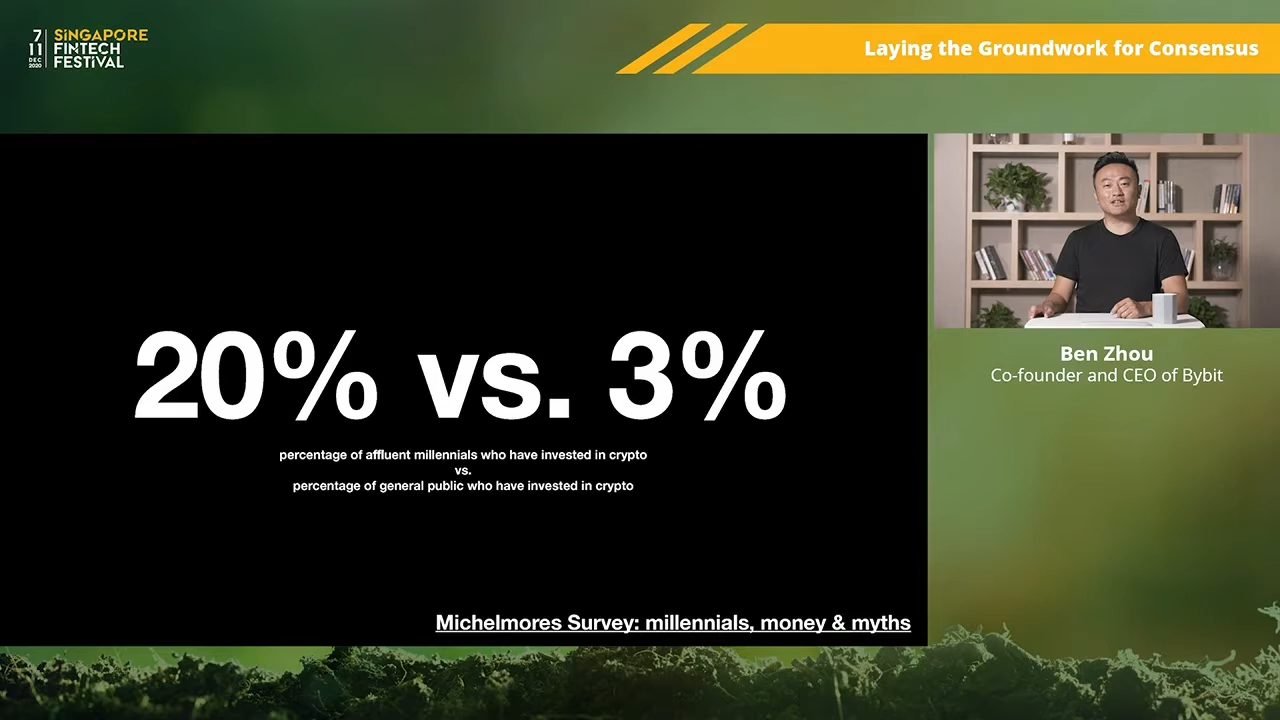 7
11
DEC
2020
SINGAPORE
FINTECH
FESTIVAL
Laying the Groundwork for Consensus
20% vs. 3%
percentage of affluent millennials who have invested in crypto
vs.
percentage of general public who have invested in crypto
Michelmores Survey: millennials, money & myths
Ben Zhou
Co-founder and CEO of Bybit